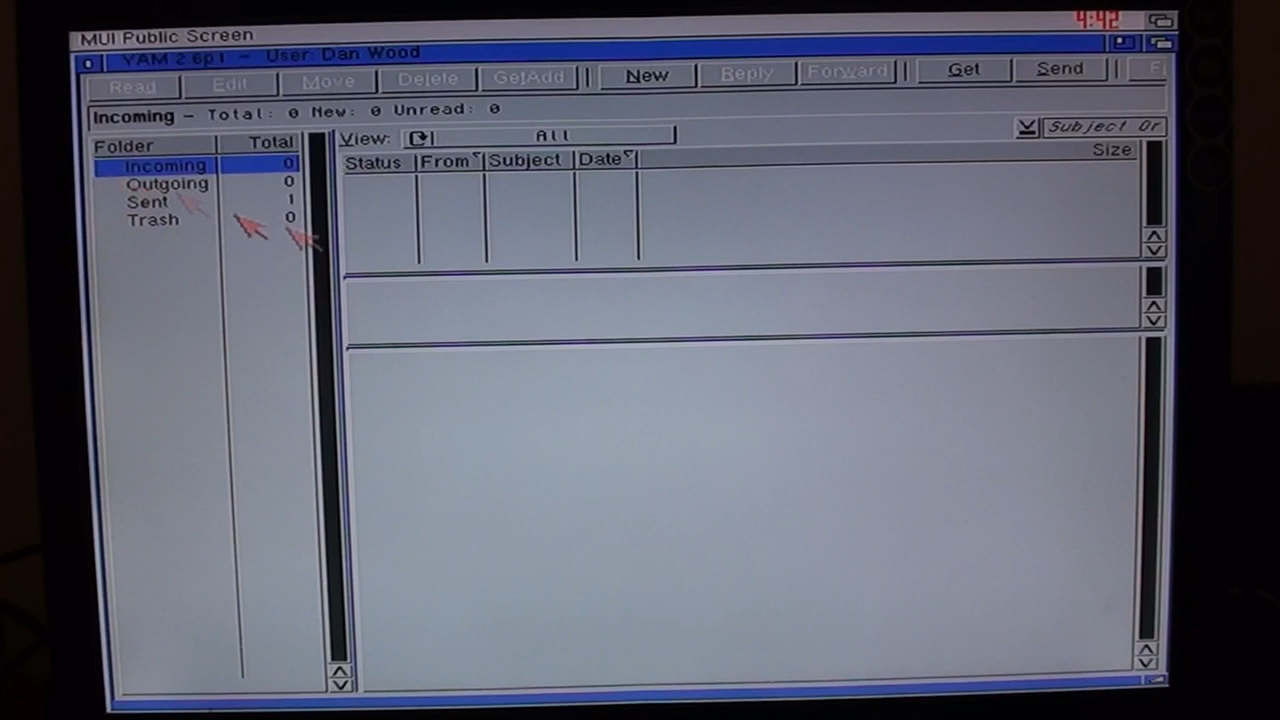 MUI Public Screen 4:42
YAM 2.6p1 - User: Dan Wood
Read Edit Move Delete GetAdd New Reply Forward Get Send
Incoming - Total: 0 New: 0 Unread: 0
Folder Total View: All Subject Or
Status From Subject Date Size
Incoming 0
Outgoing 0
Sent 1
Trash 0